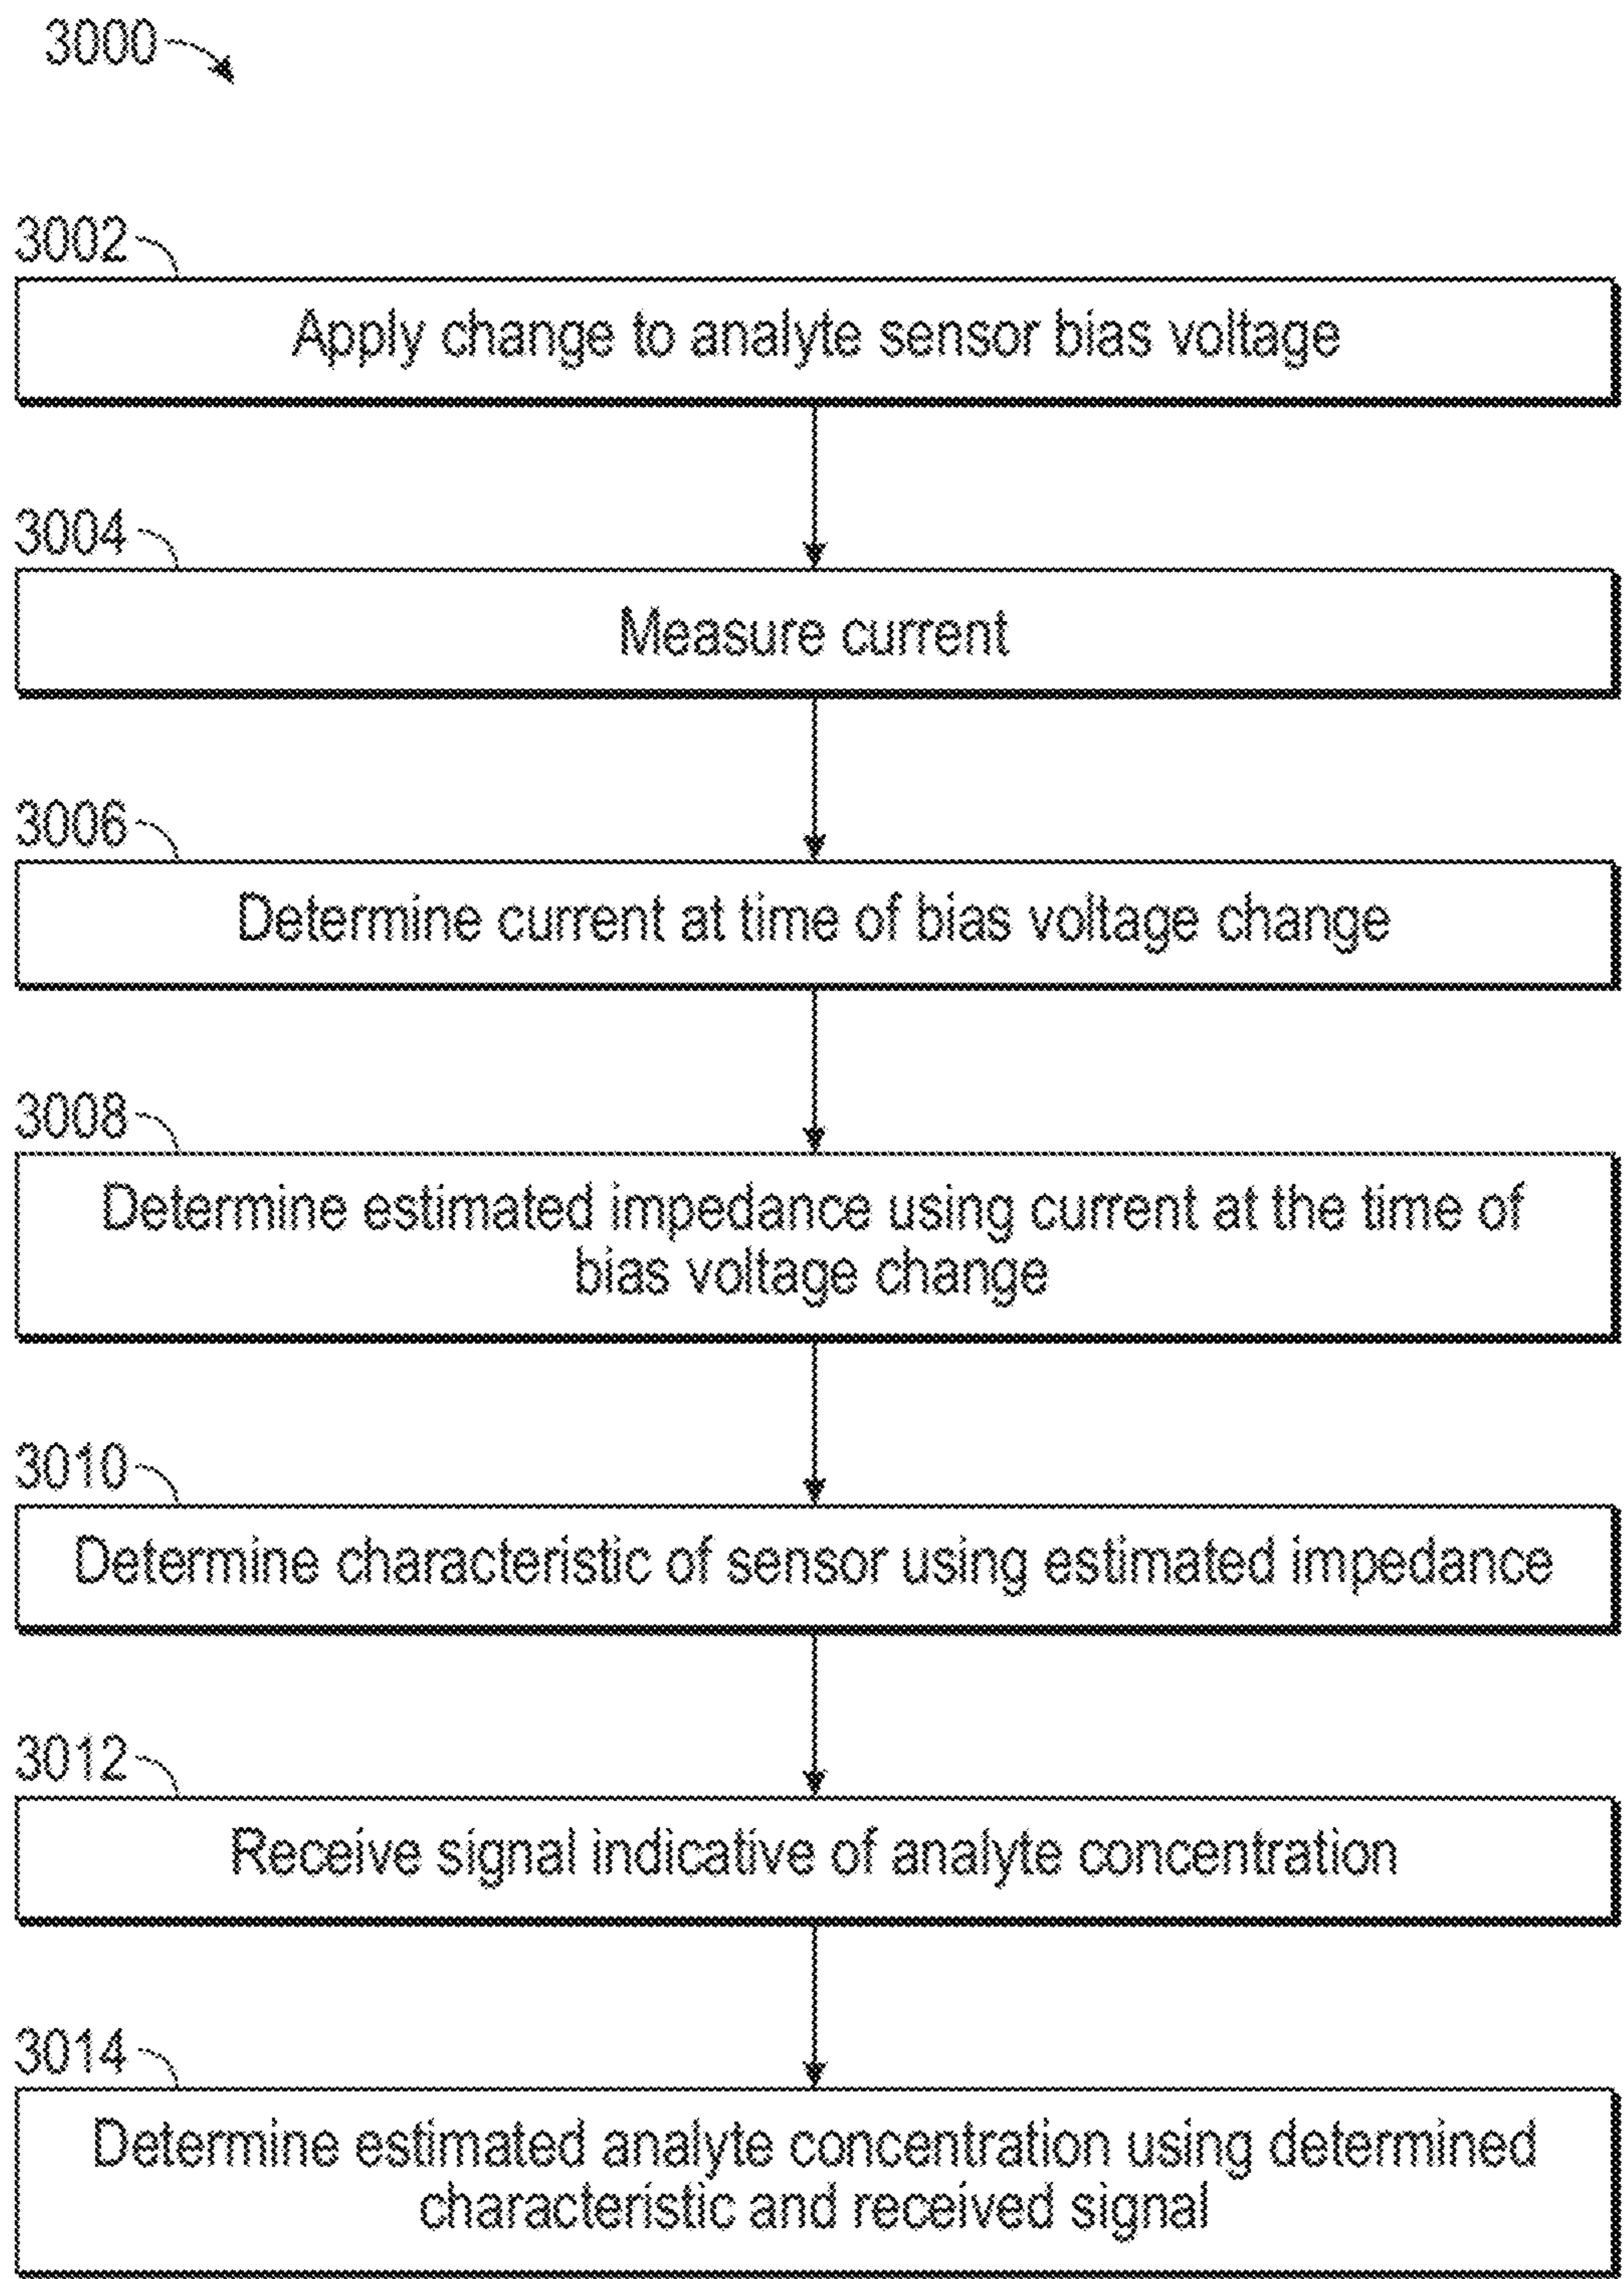 3000
3002
Apply change to analyte sensor bias voltage
3004
Measure current
3006
Determine current at time of bias voltage change
3008
Determine estimated impedance using current at the time of
bias voltage change
3010
Determine characteristic of sensor using estimated impedance
3012
Receive signal indicative of analyte concentration
3014
Determine estimated analyte concentration using determined
characteristic and received signal